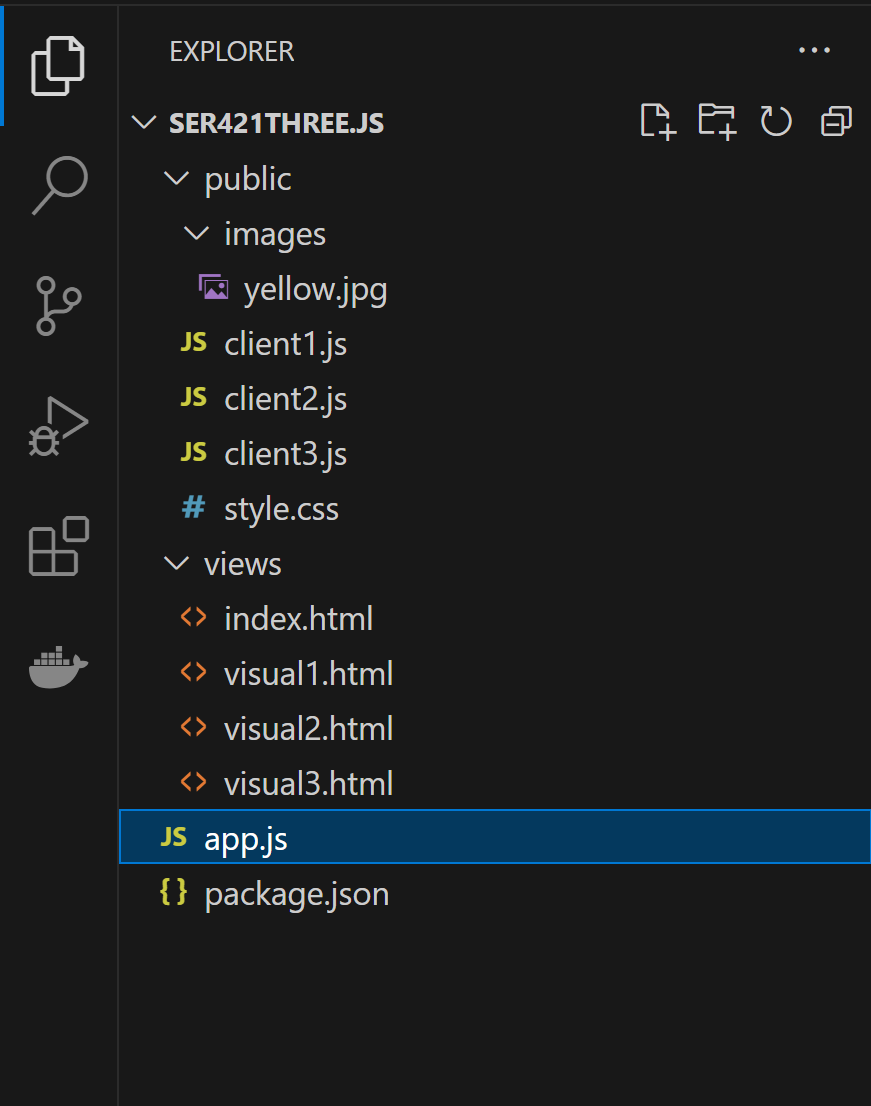 EXPLORER
SER421THREE.JS
public
images
yellow.jpg
JS client1.js
JS client2.js
JS client3.js
# style.css
views
<> index.html
<> visual1.html
<> visual2.html
<> visual3.html
JS app.js
{} package.json